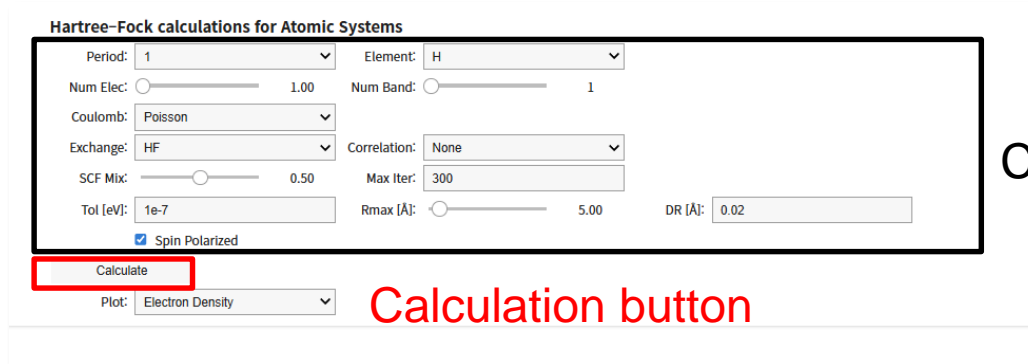 Hartree-Fock calculations for Atomic Systems
Period: 1 Element: H
Num Elec: 1.00 Num Band: 1
Coulomb: Poisson
Exchange: HF Correlation: None
SCF Mix: 0.50 Max Iter: 300
Tol [eV]: 1e-7 Rmax [Å]: 5.00 DR [Å]: 0.02
Spin Polarized
Calculate
Plot: Electron Density
Calculation button